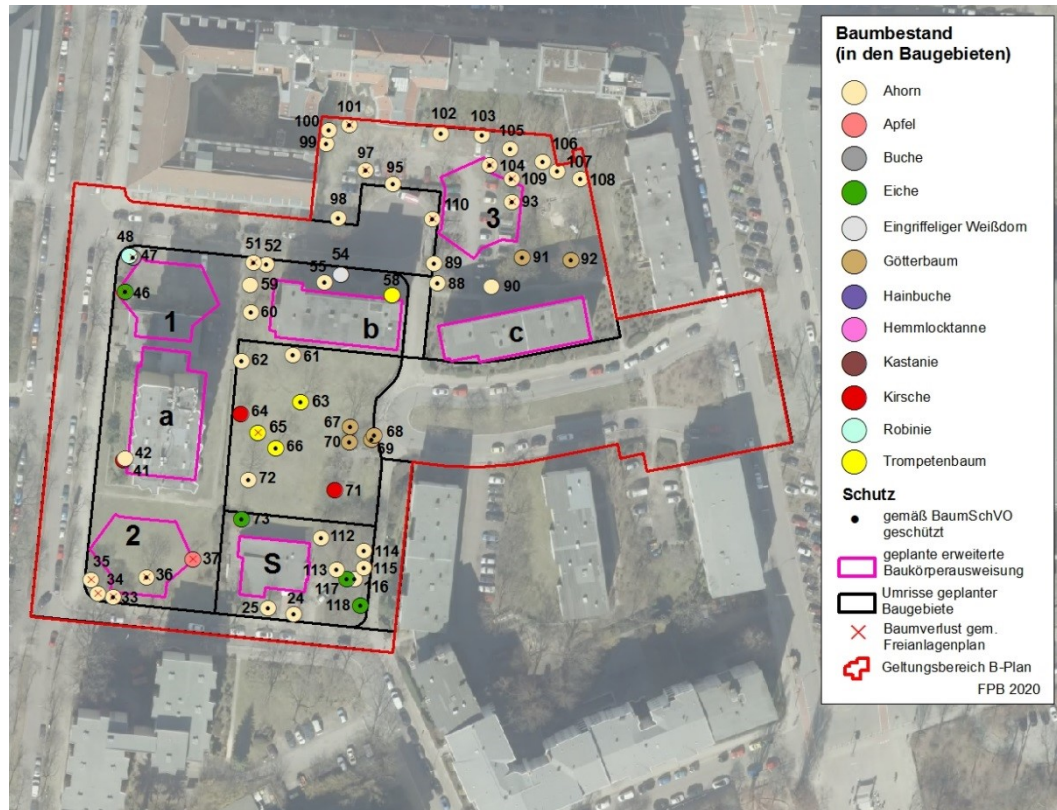 101
100
99
102
103
105
106
107
108
97
95
104
109
93
98
110
3
48
47
51
52
54
89
91
92
46
55
58
59
88
90
1
60
b
c
62
61
63
a
64
65
67
68
66
70
69
42
41
72
71
73
2
112
114
35
37
S
113
115
34
36
117
116
33
25
24
118
Baumbestand
(in den Baugebieten)
Ahorn
Apfel
Buche
Eiche
Eingriffeliger Weißdorn
Götterbaum
Hainbuche
Hemmlocktanne
Kastanie
Kirsche
Robinie
Trompetenbaum
Schutz
gemäß BaumSchVO
geschützt
geplante erweiterte
Baukörperausweisung
Umrisse geplanter
Baugebiete
Baumverlust gem.
Freianlagenplan
Geltungsbereich B-Plan
FPB 2020